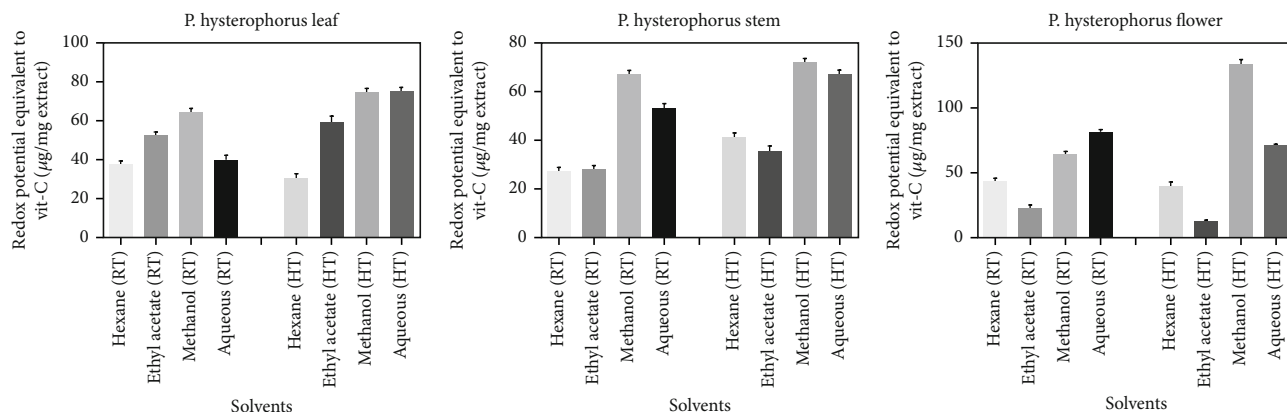 P. hysterophorus leaf
Redox potential equivalent to
vit-C (µg/mg extract)
100
80
60
40
20
0
Hexane (RT)
Ethyl acetate (RT)
Methanol (RT)
Aqueous (RT)
Hexane (HT)
Ethyl acetate (HT)
Methanol (HT)
Aqueous (HT)
Solvents
P. hysterophorus stem
Redox potential equivalent to
vit-C (µg/mg extract)
80
60
40
20
0
Hexane (RT)
Ethyl acetate (RT)
Methanol (RT)
Aqueous (RT)
Hexane (HT)
Ethyl acetate (HT)
Methanol (HT)
Aqueous (HT)
Solvents
P. hysterophorus flower
Redox potential equivalent to
vit-C (µg/mg extract)
150
100
50
0
Hexane (RT)
Ethyl acetate (RT)
Methanol (RT)
Aqueous (RT)
Hexane (HT)
Ethyl acetate (HT)
Methanol (HT)
Aqueous (HT)
Solvents